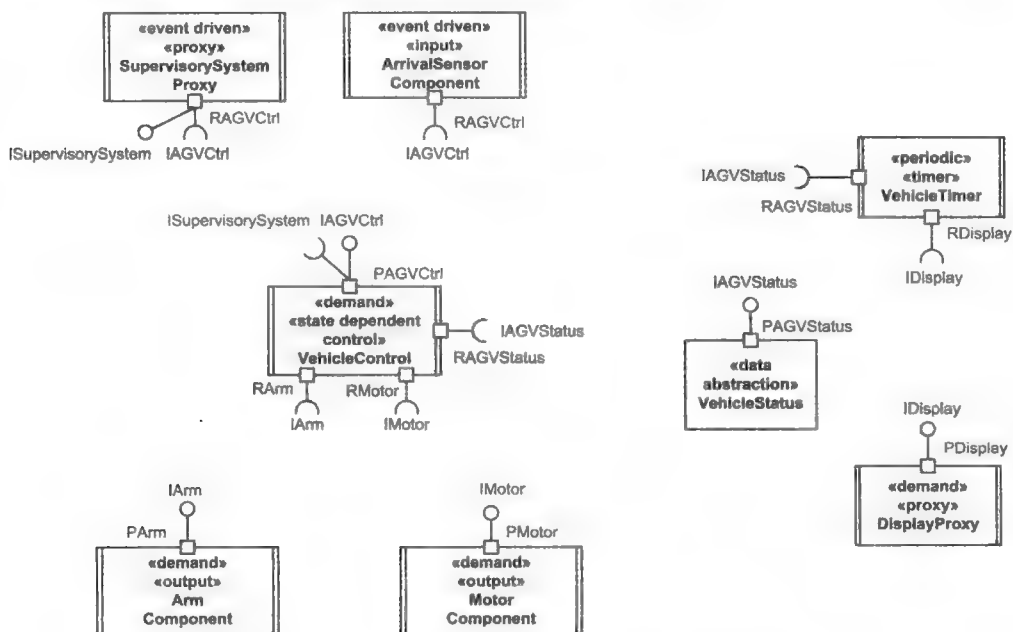 «event driven»
«proxy»
SupervisorySystem
Proxy
RAGVCtrl
ISupervisorySystem IAGVCtrl
«event driven»
«input»
ArrivalSensor
Component
RAGVCtrl
IAGVCtrl
IAGVStatus
RAGVStatus
«periodic»
«timer»
VehicleTimer
RDisplay
IDisplay
ISupervisorySystem IAGVCtrl
PAGVCtrl
«demand»
«state dependent
control»
VehicleControl
IAGVStatus
RAGVStatus
RArm
RMotor
IArm
IMotor
IAGVStatus
PAGVStatus
«data
abstraction»
VehicleStatus
IDisplay
PDisplay
«demand»
«proxy»
DisplayProxy
IArm
PArm
«demand»
«output»
Arm
Component
IMotor
PMotor
«demand»
«output»
Motor
Component